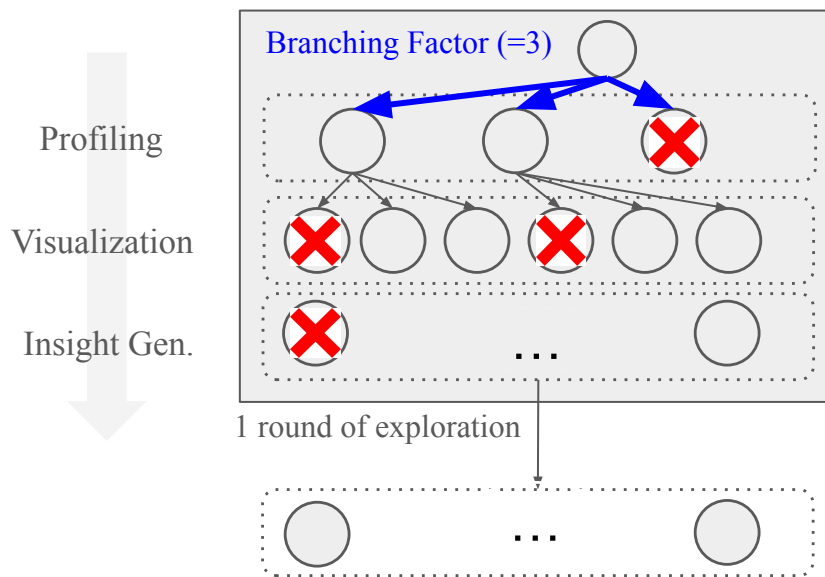 Branching Factor (=3)
Profiling
Visualization
Insight Gen.
...
1 round of exploration
...